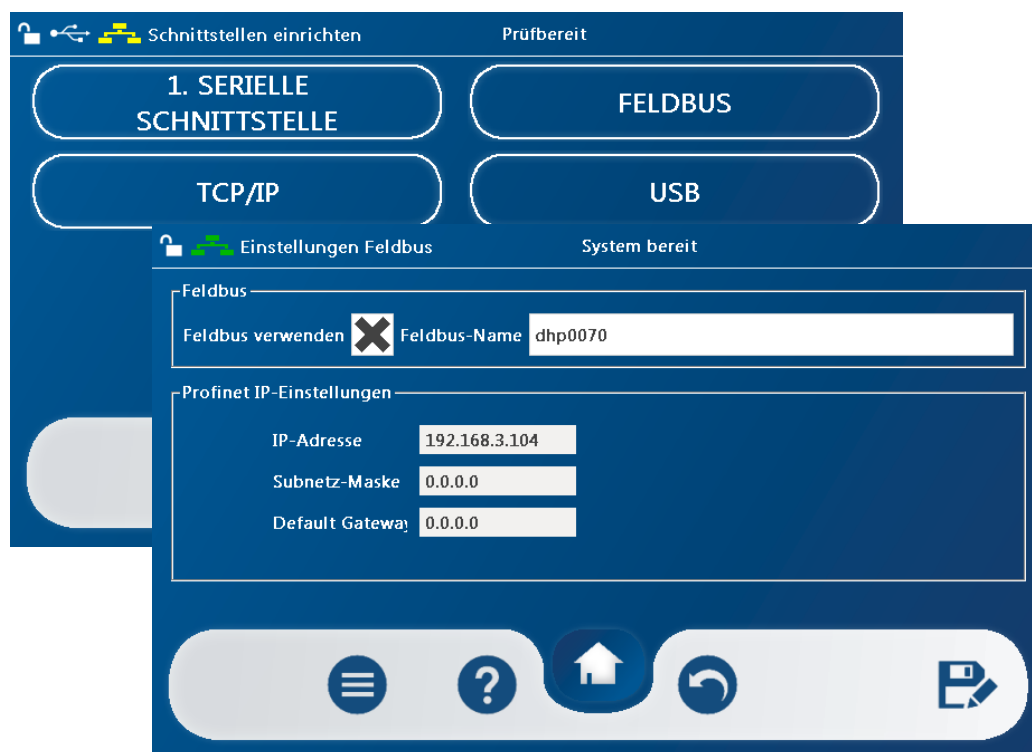 Schnittstellen einrichten Prüfbereit
1. SERIELLE
SCHNITTSTELLE
FELDBUS
TCP/IP
USB
Einstellungen Feldbus System bereit
Feldbus
Feldbus verwenden Feldbus-Name dhp0070
Profinet IP-Einstellungen
IP-Adresse 192.168.3.104
Subnetz-Maske 0.0.0.0
Default Gateway 0.0.0.0
?